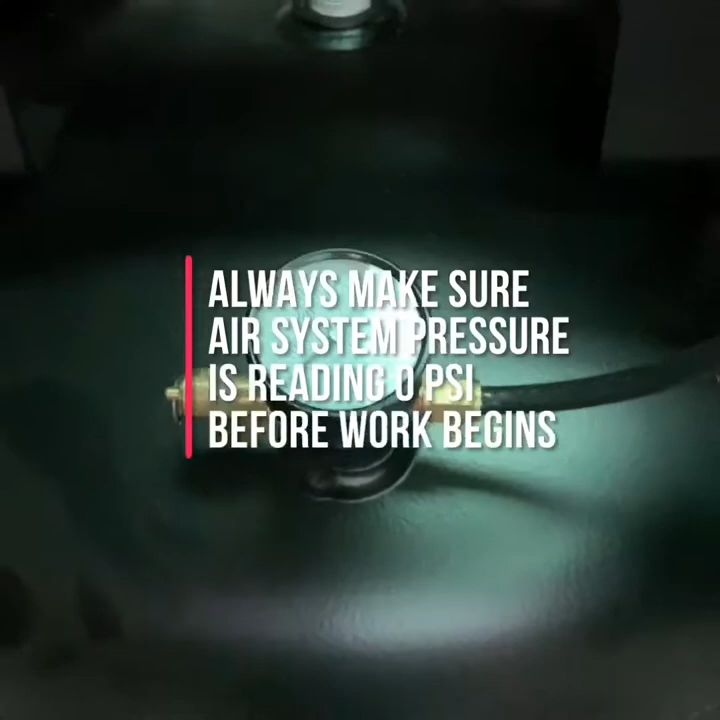 ALWAYS MAKE SURE
AIR SYSTEM PRESSURE
IS READING 0 PSI
BEFORE WORK BEGINS